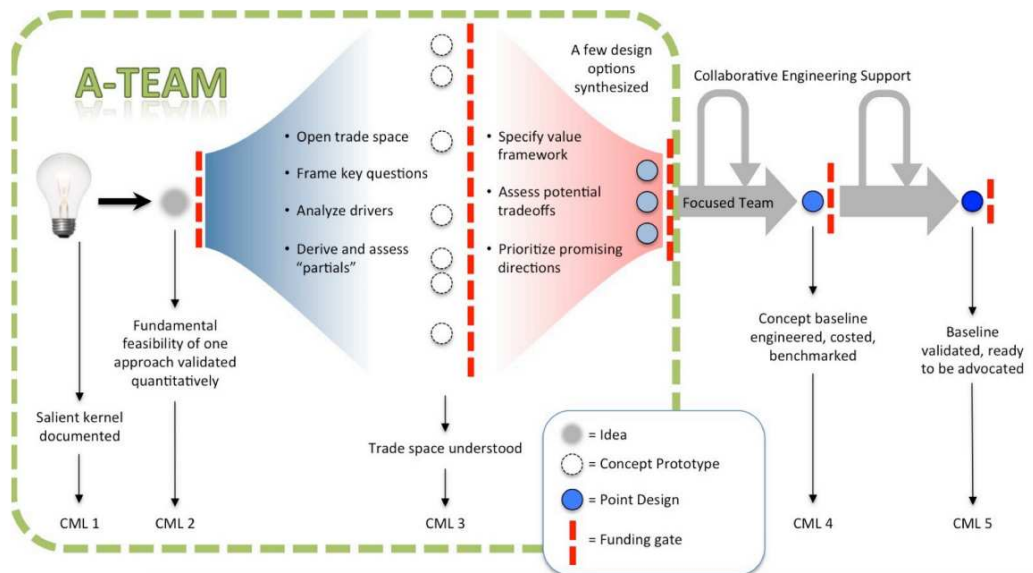 A-TEAM
• Open trade space
• Frame key questions
• Analyze drivers
• Derive and assess
“partials”
A few design
options
synthesized
• Specify value
framework
• Assess potential
tradeoffs
• Prioritize promising
directions
Collaborative Engineering Support
Focused Team
Fundamental
feasibility of one
approach validated
quantitatively
Salient kernel
documented
Trade space understood
Concept baseline
engineered, costed,
benchmarked
Baseline
validated, ready
to be advocated
= Idea
= Concept Prototype
= Point Design
= Funding gate
CML 1
CML 2
CML 3
CML 4
CML 5